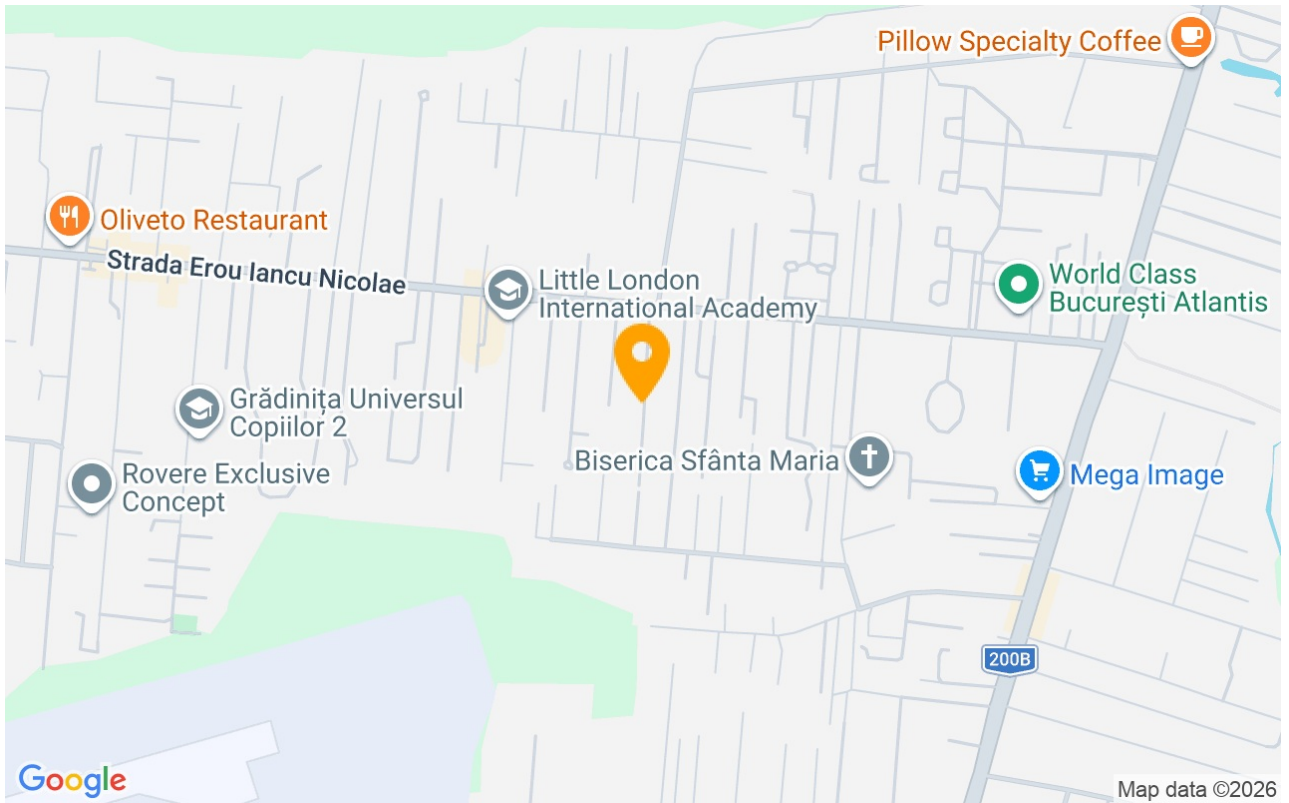 Pillow Specialty Coffee
Oliveto Restaurant
Strada Erou Iancu Nicolae
Little London
International Academy
World Class
București Atlantis
Grădinița Universul
Copiilor 2
Biserica Sfânta Maria
Mega Image
Rovere Exclusive
Concept
200B
Google
Map data ©2026